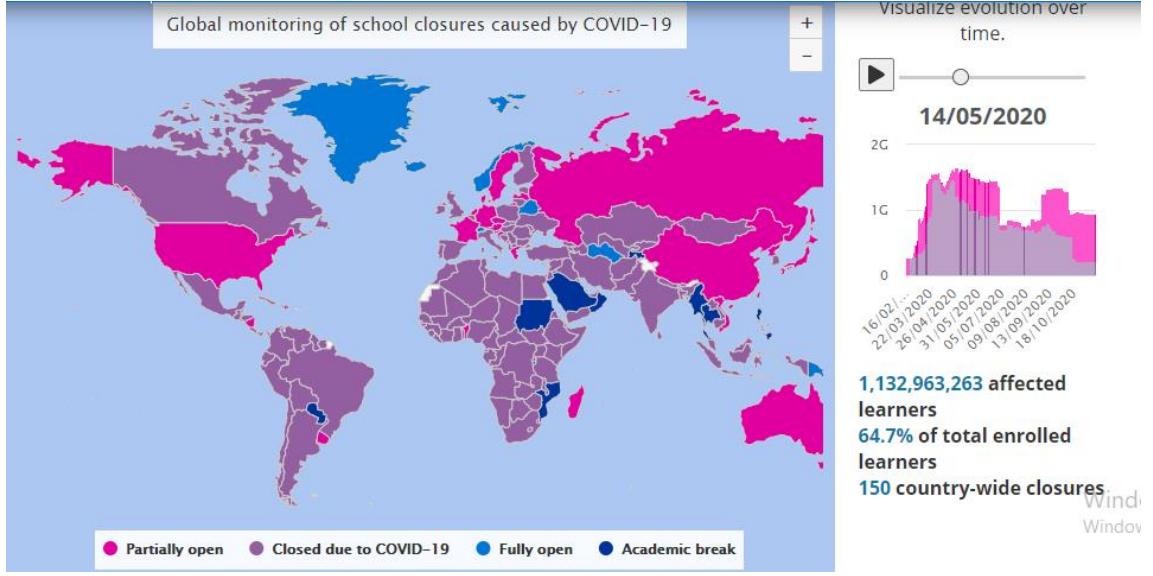 Global monitoring of school closures caused by COVID-19
+
−
Visualize evolution over
time.
14/05/2020
2G
1G
0
16/02/...
22/03/2020
26/04/2020
31/05/2020
05/07/2020
09/08/2020
13/09/2020
18/10/2020
1,132,963,263 affected
learners
64.7% of total enrolled
learners
150 country-wide closures
Partially open
Closed due to COVID-19
Fully open
Academic break